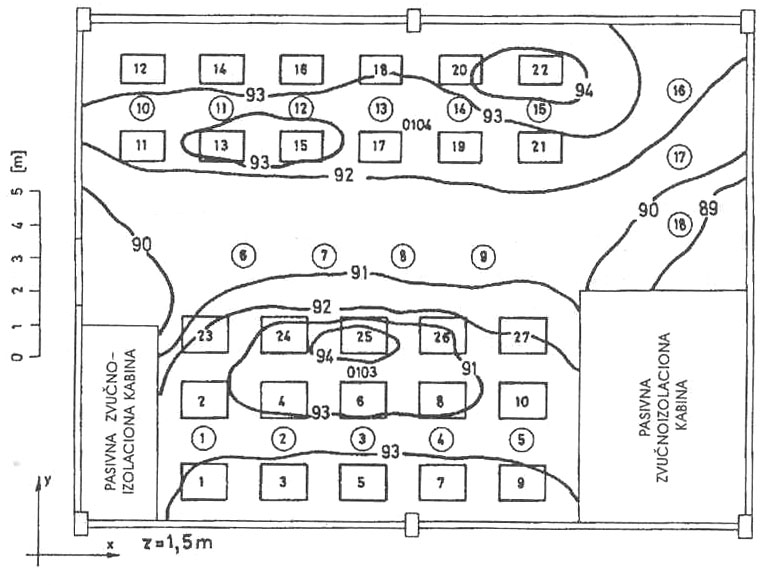 12 14 16 18 20 22
94
16
93
10 11 12 13 14 15
93
0104
11 13 15 17 19 21
17
93
92
[m]
5
4
3
2
1
0
90
90
89
18
6 7 8 9
91
92
23 24 25 26 27
94
0103
91
2 4 6 8 10
93
1 2 3 4 5
93
1 3 5 7 9
PASIVNA ZVUČNO-
IZOLACIONA KABINA
PASIVNA
ZVUČNOIZOLACIONA
KABINA
y
x
z=1,5m